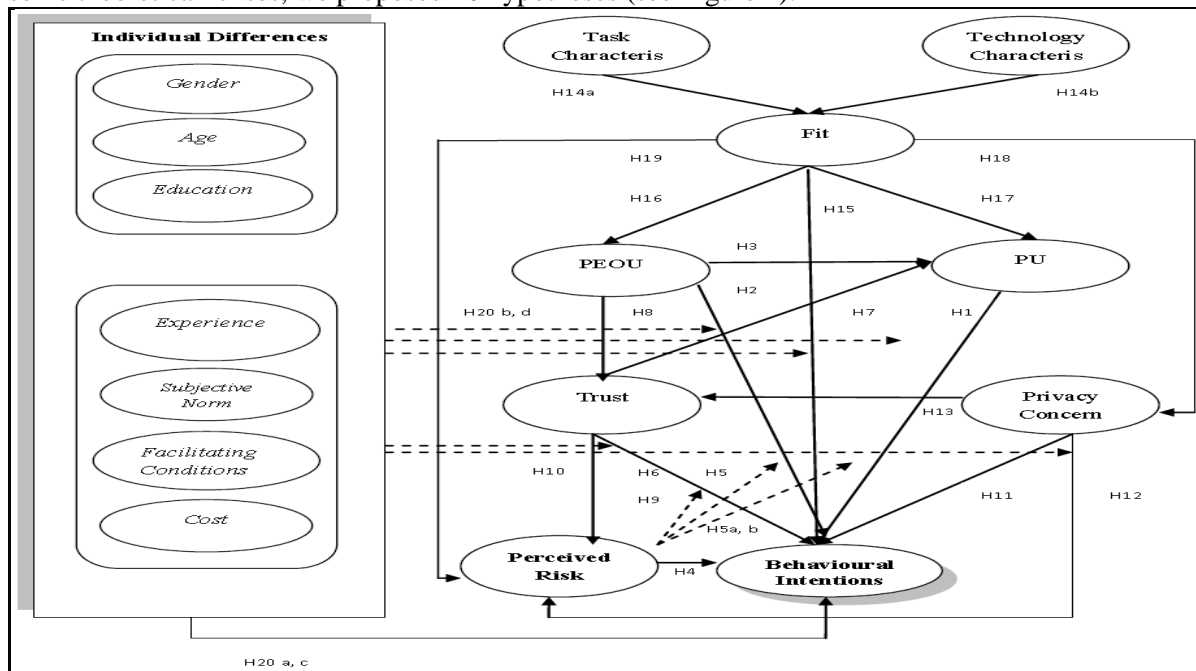 Individual Differences
Gender
Age
Education
Experience
Subjective
Norm
Facilitating
Conditions
Cost
Task
Characteris
Technology
Characteris
H14a
H14b
Fit
H19
H18
H16
H15
H17
PEOU
H3
PU
H2
H20 b, d
H8
H7
H1
Trust
Privacy
Concern
H13
H10
H6
H5
H9
H11
H12
H5a, b
Perceived
Risk
H4
Behavioural
Intentions
H20 a, c